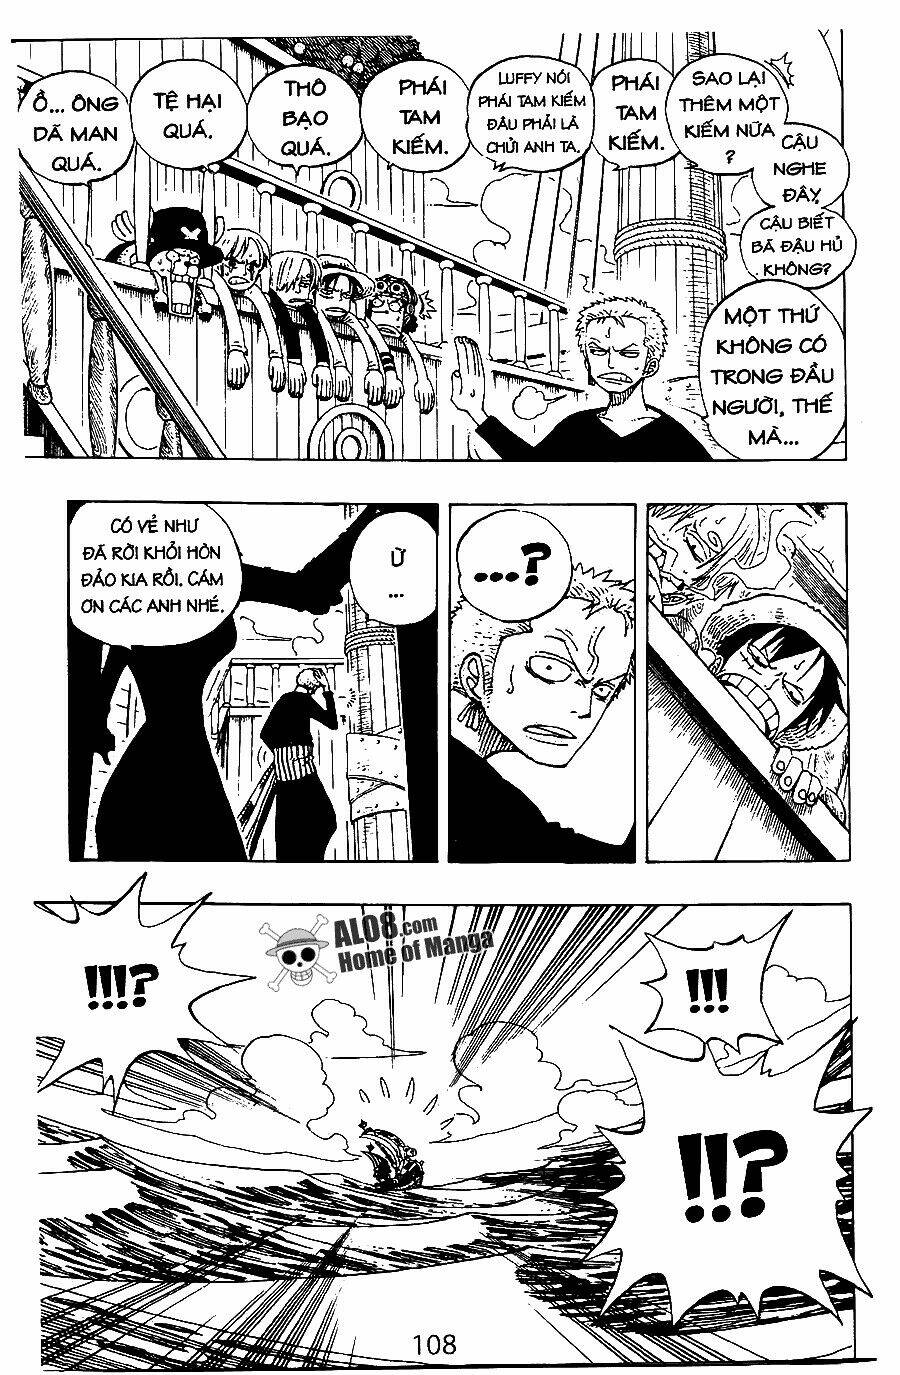 Ồ... ÔNG
DÃ MAN
QUÁ.
TỆ HẠI
QUÁ.
THÔ
BẠO
QUÁ.
PHÁI
TAM
KIẾM.
LUFFY NÓI
PHÁI TAM KIẾM
ĐÂU PHẢI LÀ
CHỬI ANH TA.
PHÁI
TAM
KIẾM.
SAO LẠI
THÊM MỘT
KIẾM NỮA
?
CẬU
NGHE
ĐÂY.
CẬU BIẾT
BÃ ĐẬU HỦ
KHÔNG?
MỘT THỨ
KHÔNG CÓ
TRONG ĐẦU
NGƯỜI, THẾ
MÀ...
CÓ VẺ NHƯ
ĐÃ RỜI KHỎI HÒN
ĐẢO KIA RỒI. CÁM
ƠN CÁC ANH NHÉ.
Ừ
...
...?
!!!?
AL08.com
Home of Manga
!!!
!!?
108